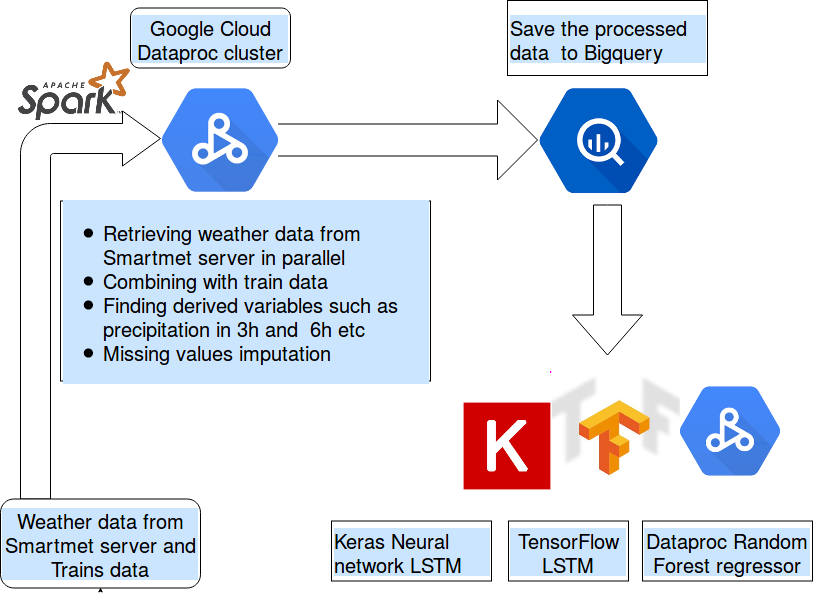 Google Cloud
Dataproc cluster
Save the processed
data to Bigquery
APACHE
Spark
Retrieving weather data from
Smartmet server in parallel
Combining with train data
Finding derived variables such as
precipitation in 3h and 6h etc
Missing values imputation
K
TF
Weather data from
Smartmet server and
Trains data
Keras Neural
network LSTM
TensorFlow
LSTM
Dataproc Random
Forest regressor